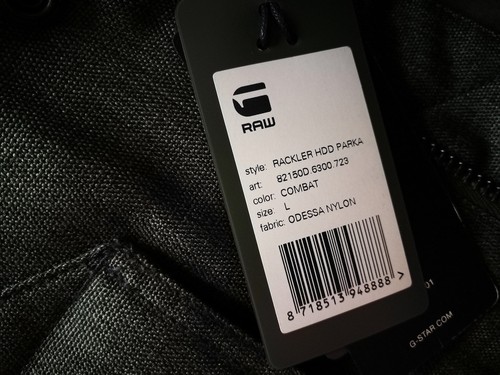 G
RAW
style: RACKLER HDD PARKA
art: 82150D.6300.723
color: COMBAT
size: L
fabric: ODESSA NYLON
8 718513 948888 >
01
G-STAR.COM